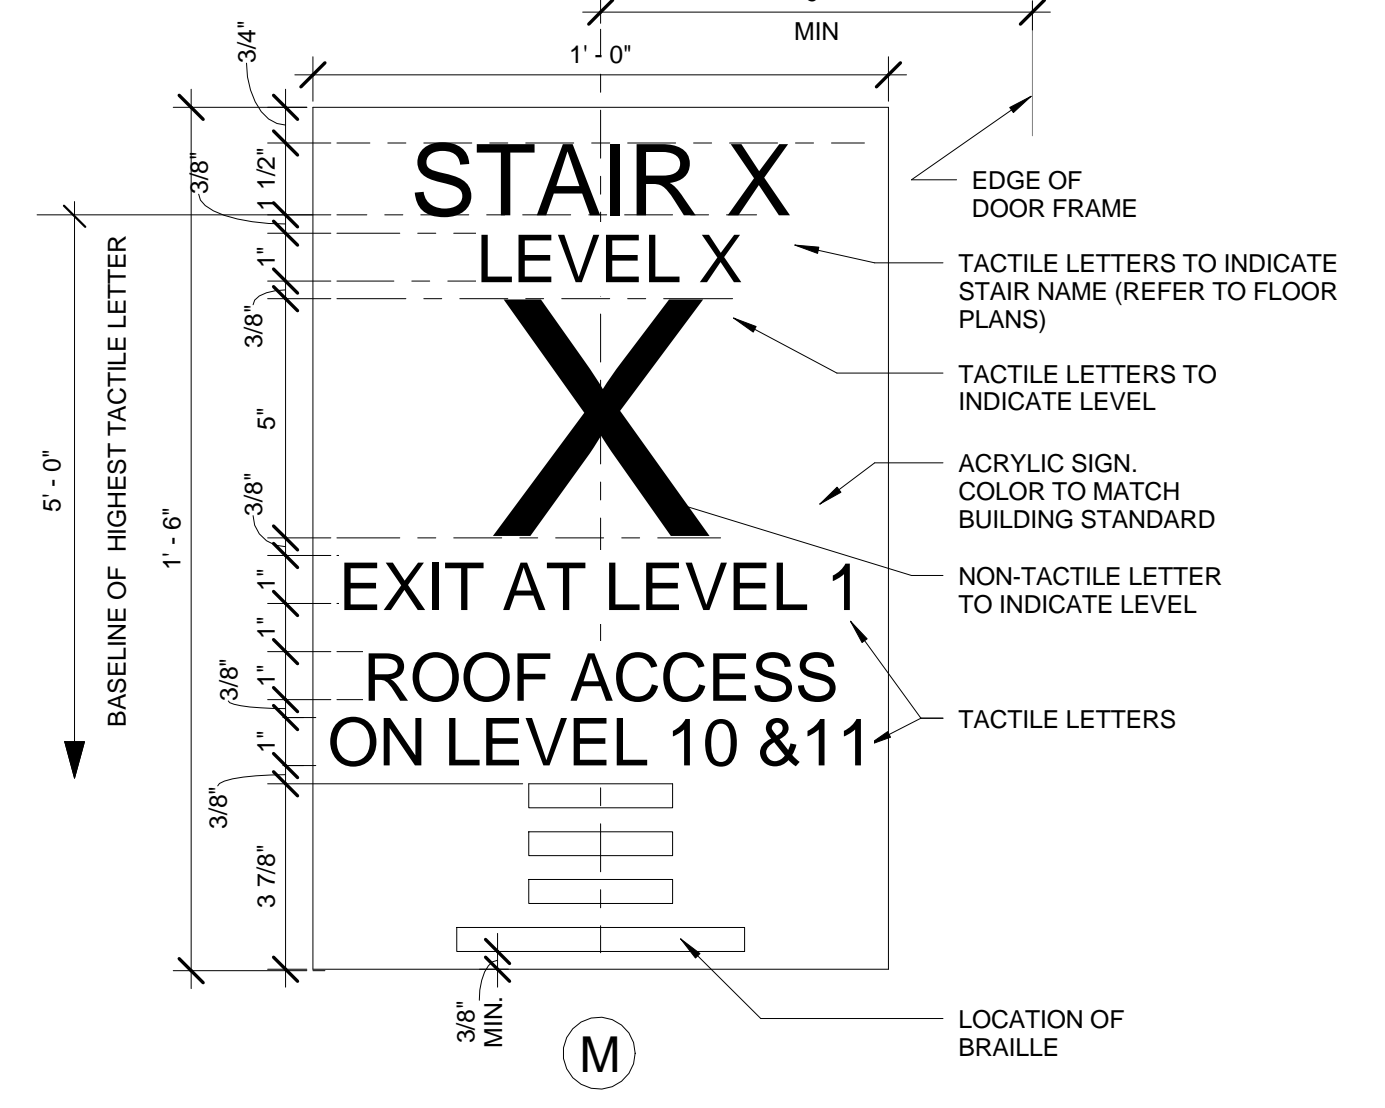 MIN
1' - 0"
3/4"
1 1/2"
3/8"
1"
3/8"
5"
3/8"
1"
1"
1"
3/8"
1"
3/8"
3 7/8"
1' - 6"
5' - 0"
BASELINE OF HIGHEST TACTILE LETTER
STAIR X
LEVEL X
X
EXIT AT LEVEL 1
ROOF ACCESS
ON LEVEL 10 &11
3/8"
MIN.
M
EDGE OF
DOOR FRAME
TACTILE LETTERS TO INDICATE
STAIR NAME (REFER TO FLOOR
PLANS)
TACTILE LETTERS TO
INDICATE LEVEL
ACRYLIC SIGN.
COLOR TO MATCH
BUILDING STANDARD
NON-TACTILE LETTER
TO INDICATE LEVEL
TACTILE LETTERS
LOCATION OF
BRAILLE